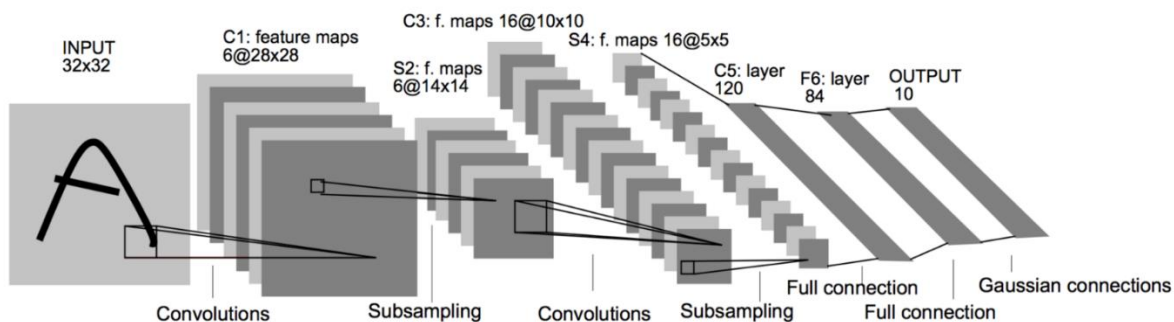 INPUT
32x32
C1: feature maps
6@28x28
S2: f. maps
6@14x14
C3: f. maps 16@10x10
S4: f. maps 16@5x5
C5: layer
120
F6: layer
84
OUTPUT
10
Convolutions
Subsampling
Convolutions
Subsampling
Full connection
Full connection
Gaussian connections